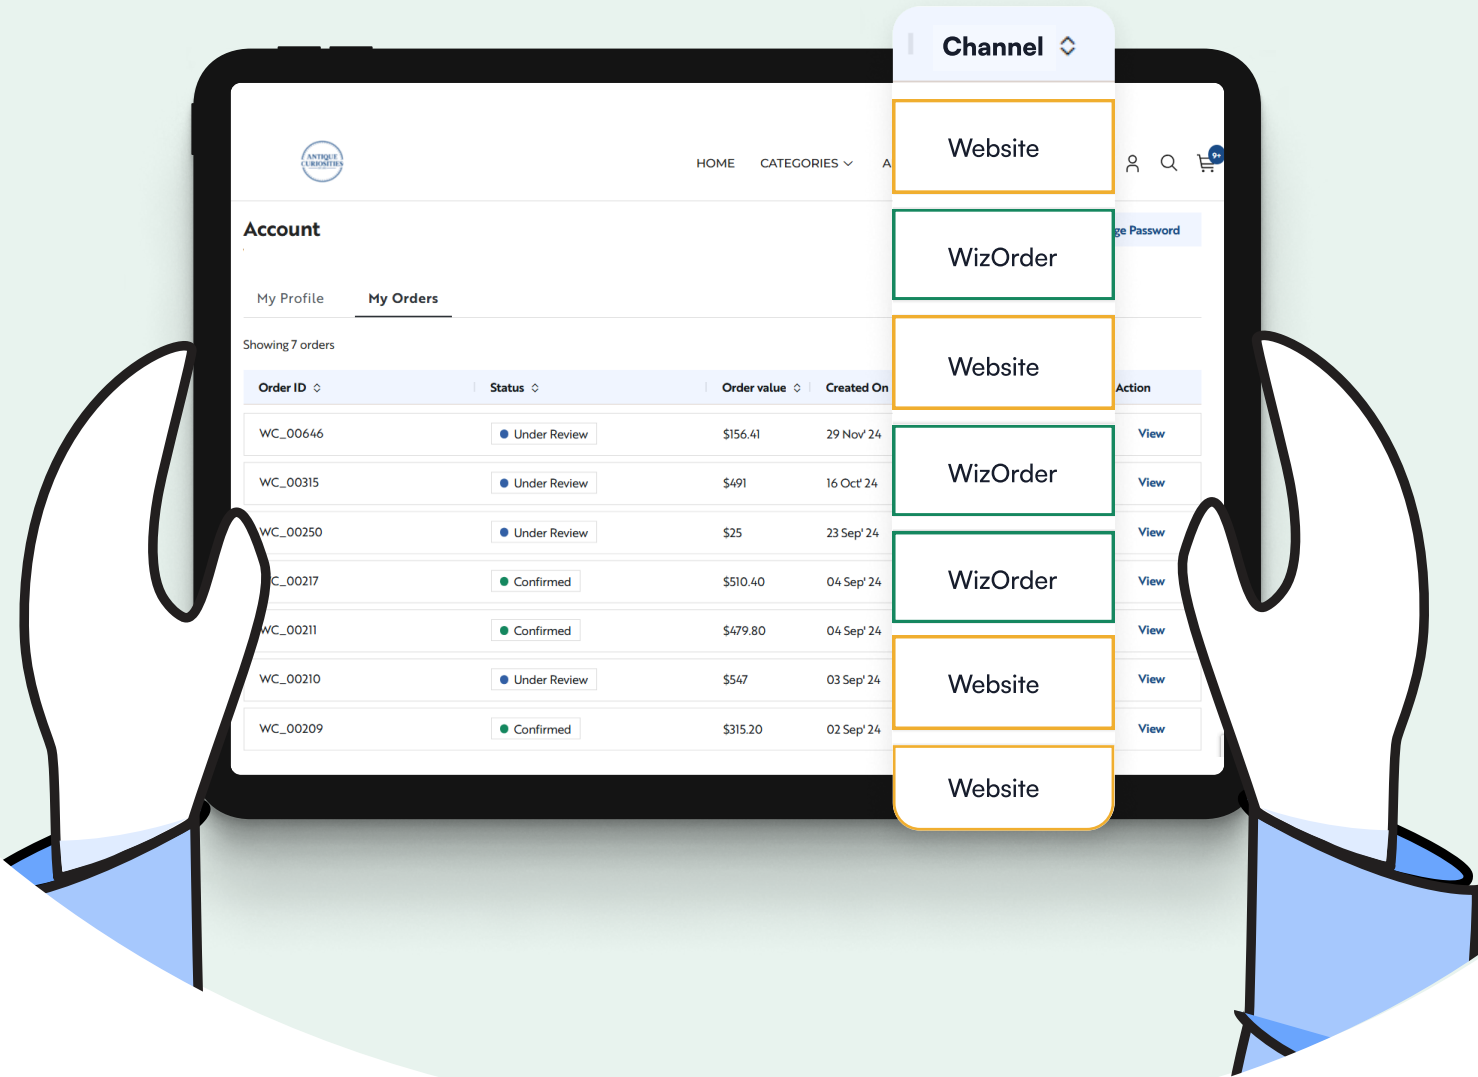 Channel
ANTIQUE
CURIOSITIES
HOME CATEGORIES A
9+
Website
Account
ge Password
WizOrder
My Profile My Orders
Showing 7 orders
Website
Order ID Status Order value Created On Action
WC_00646 Under Review $156.41 29 Nov' 24 View
WizOrder
WC_00315 Under Review $491 16 Oct' 24 View
WC_00250 Under Review $25 23 Sep' 24 View
WizOrder
C_00217 Confirmed $510.40 04 Sep' 24 View
WC_00211 Confirmed $479.80 04 Sep' 24 View
Website
WC_00210 Under Review $547 03 Sep' 24 View
WC_00209 Confirmed $315.20 02 Sep' 24 View
Website